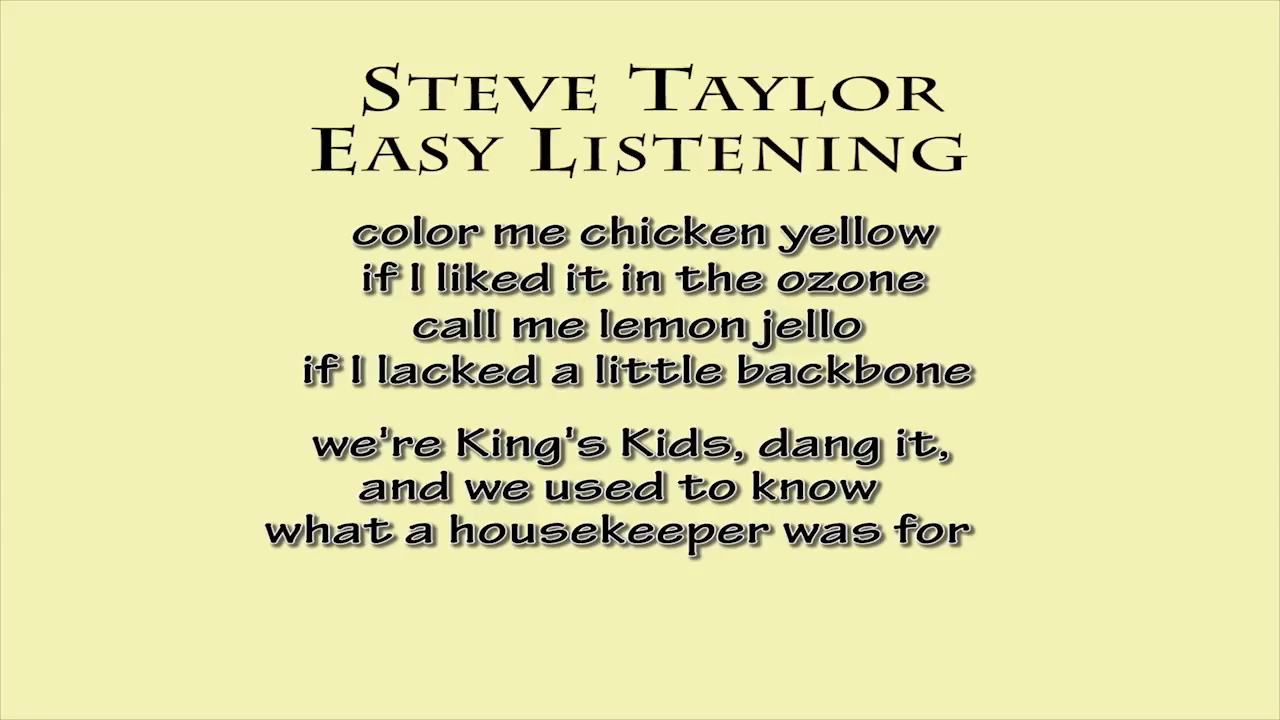 Steve Taylor
Easy Listening
color me chicken yellow
if I liked it in the ozone
call me lemon jello
if I lacked a little backbone
we're King's Kids, dang it,
and we used to know
what a housekeeper was for